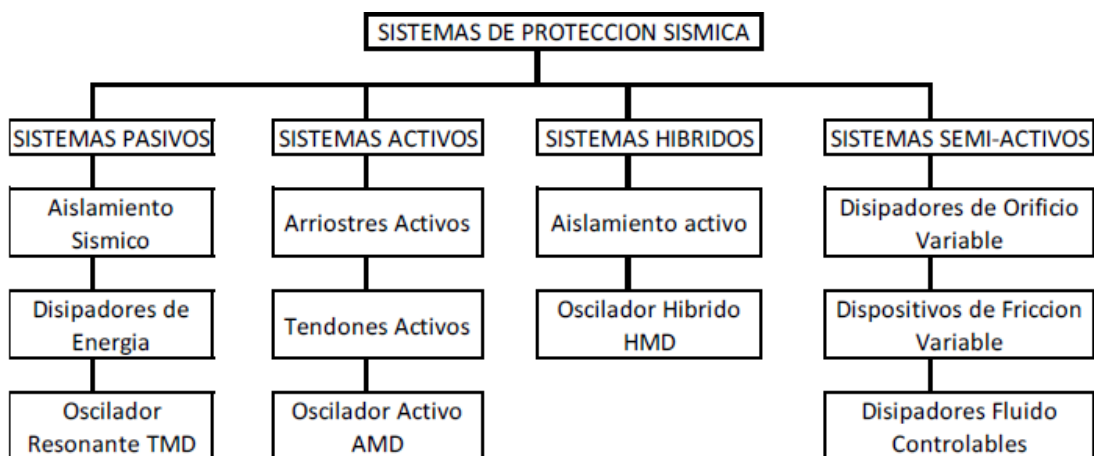 SISTEMAS DE PROTECCION SISMICA
SISTEMAS PASIVOS
Aislamiento
Sismico
Disipadores de
Energia
Oscilador
Resonante TMD
SISTEMAS ACTIVOS
Arriostres Activos
Tendones Activos
Oscilador Activo
AMD
SISTEMAS HIBRIDOS
Aislamiento activo
Oscilador Hibrido
HMD
SISTEMAS SEMI-ACTIVOS
Disipadores de Orificio
Variable
Dispositivos de Friccion
Variable
Disipadores Fluido
Controlables